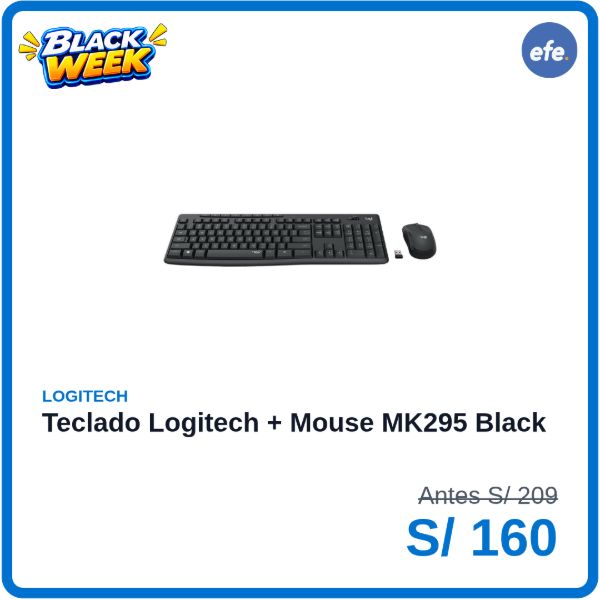 BLACK
WEEK
efe.
LOGITECH
Teclado Logitech + Mouse MK295 Black
Antes S/ 209
S/ 160